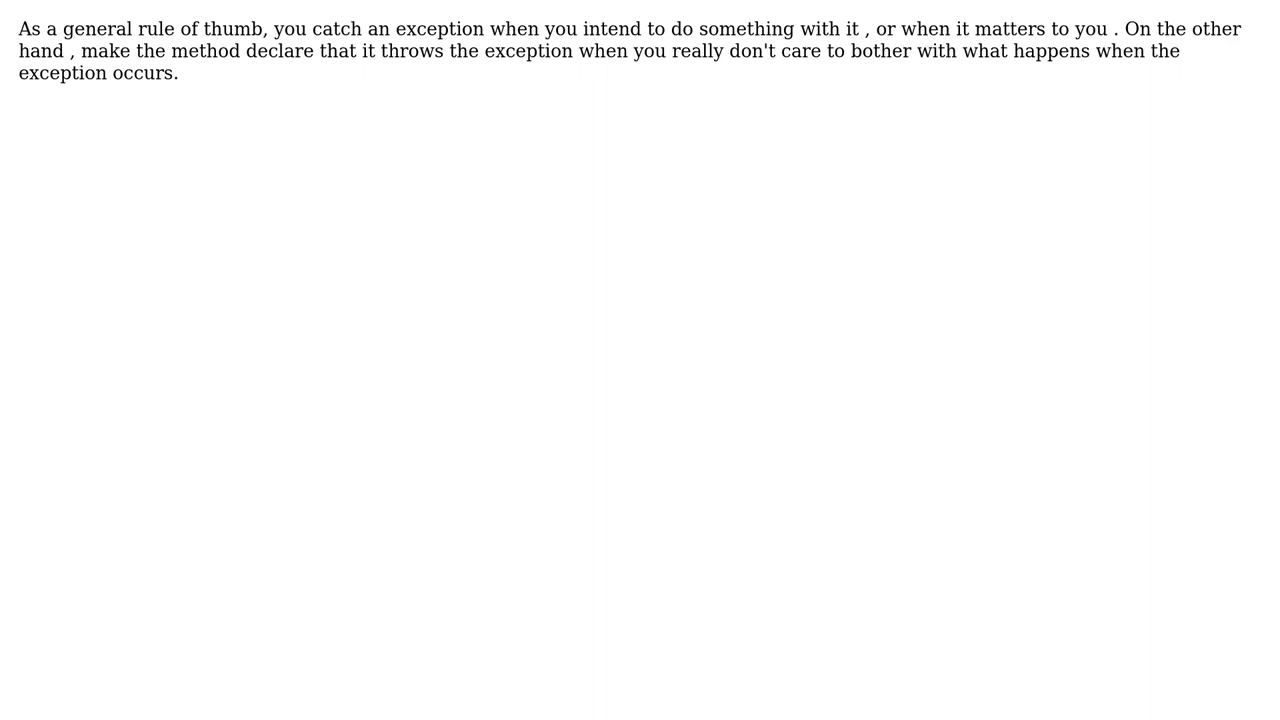 As a general rule of thumb, you catch an exception when you intend to do something with it , or when it matters to you . On the other
hand , make the method declare that it throws the exception when you really don't care to bother with what happens when the
exception occurs.